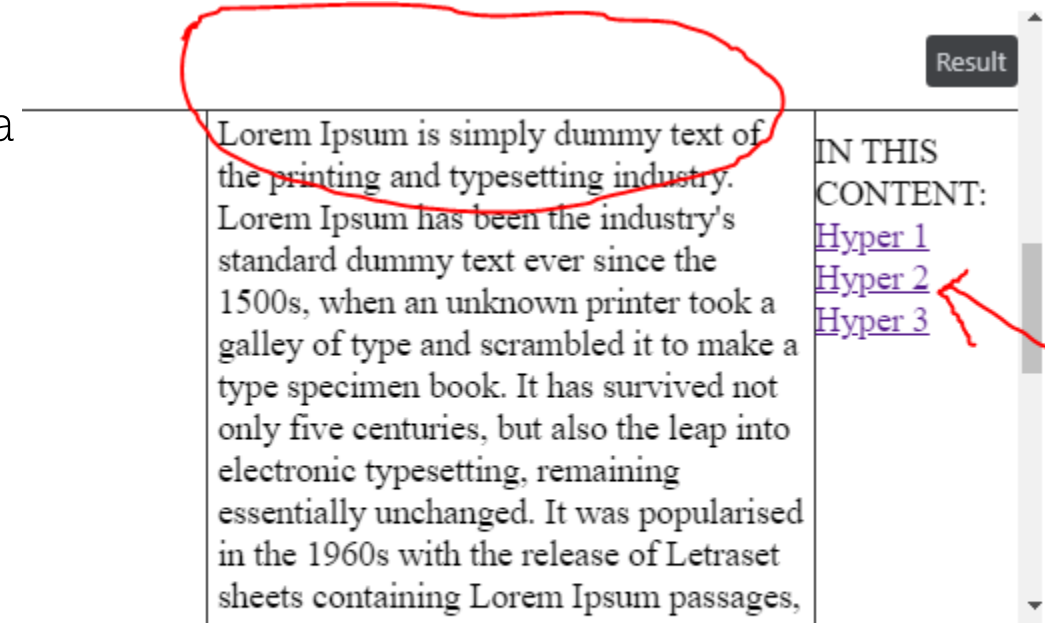 Result
a
Lorem Ipsum is simply dummy text of
the printing and typesetting industry.
Lorem Ipsum has been the industry's
standard dummy text ever since the
1500s, when an unknown printer took a
galley of type and scrambled it to make a
type specimen book. It has survived not
only five centuries, but also the leap into
electronic typesetting, remaining
essentially unchanged. It was popularised
in the 1960s with the release of Letraset
sheets containing Lorem Ipsum passages,
IN THIS
CONTENT:
Hyper 1
Hyper 2
Hyper 3